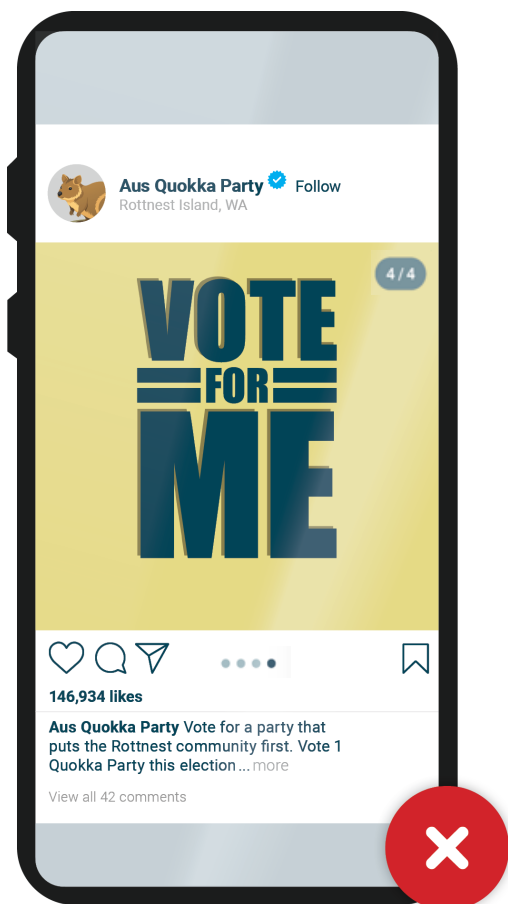 Aus Quokka Party Follow
Rottnest Island, WA
4/4
VOTE
FOR
ME
146,934 likes
Aus Quokka Party Vote for a party that
puts the Rottnest community first. Vote 1
Quokka Party this election ... more
View all 42 comments